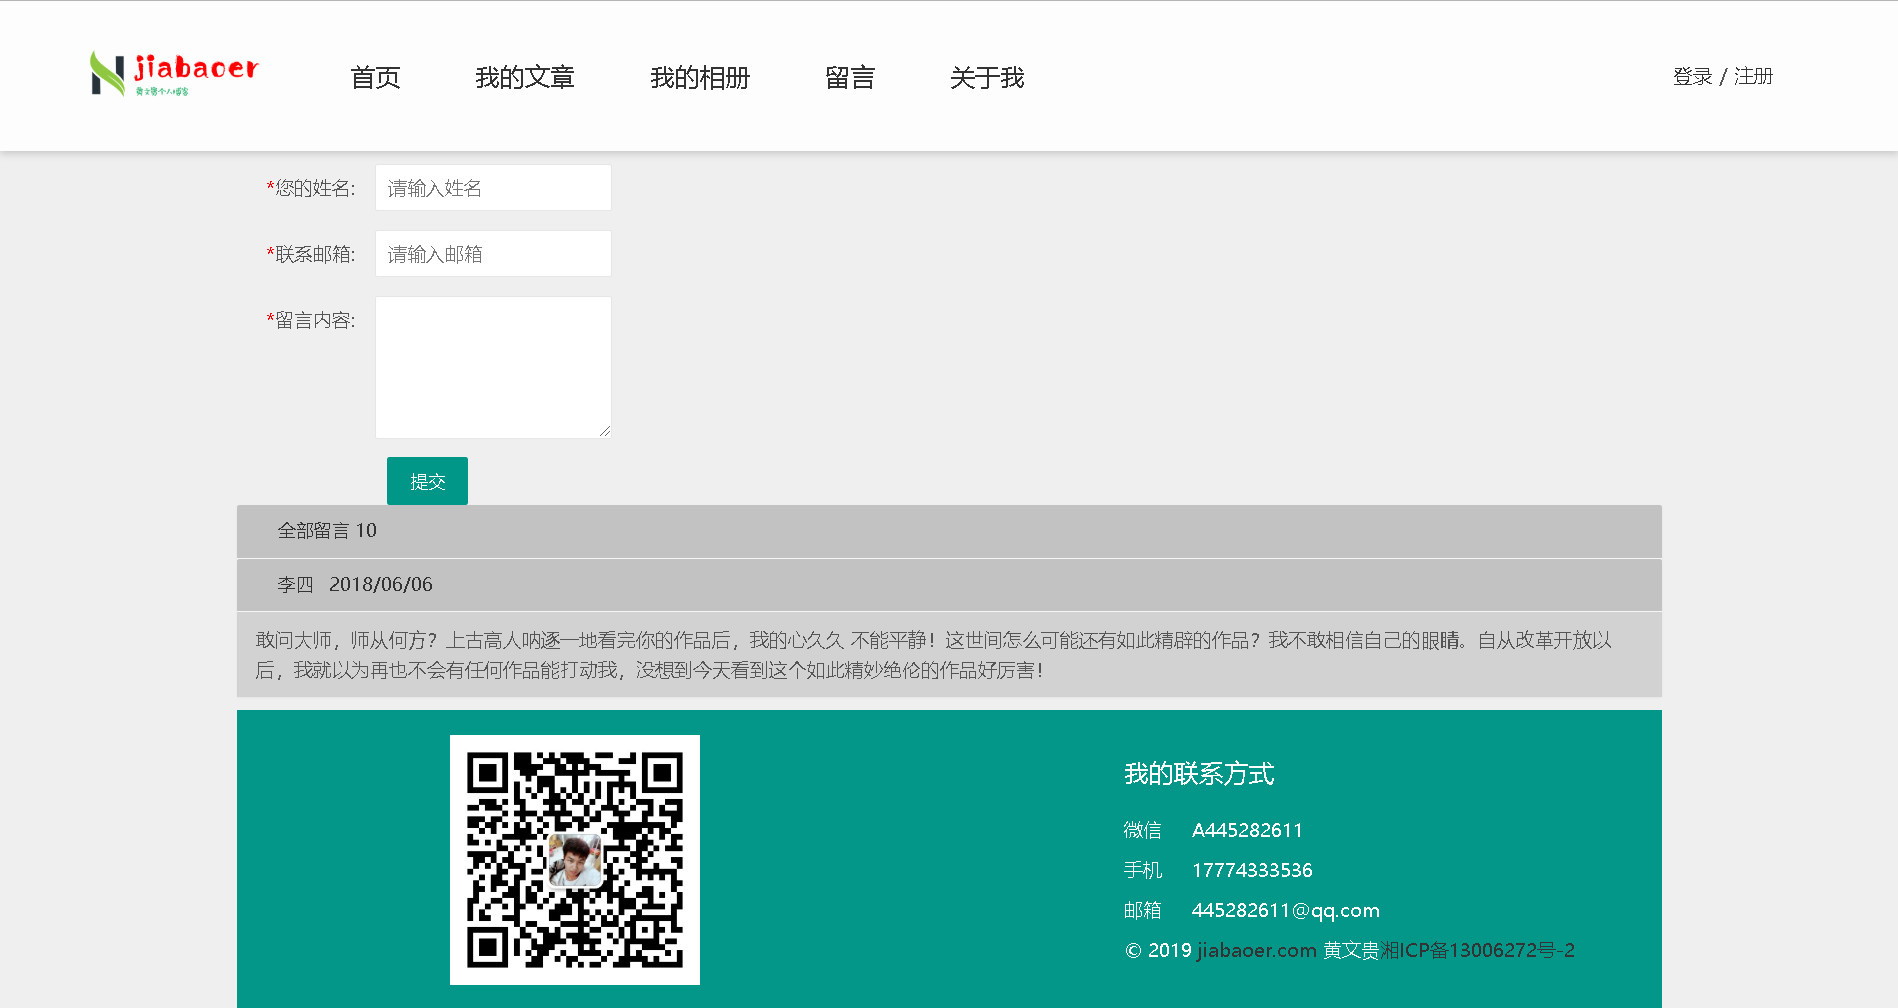 jiabaoer
黄文贵个人博客
首页 我的文章 我的相册 留言 关于我 登录 / 注册
*您的姓名: 请输入姓名
*联系邮箱: 请输入邮箱
*留言内容:
提交
全部留言 10
李四 2018/06/06
敢问大师，师从何方？上古高人呐逐一地看完你的作品后，我的心久久 不能平静！这世间怎么可能还有如此精辟的作品？我不敢相信自己的眼睛。自从改革开放以
后，我就以为再也不会有任何作品能打动我，没想到今天看到这个如此精妙绝伦的作品好厉害！
我的联系方式
微信 A445282611
手机 17774333536
邮箱 445282611@qq.com
© 2019 jiabaoer.com 黄文贵湘ICP备13006272号-2